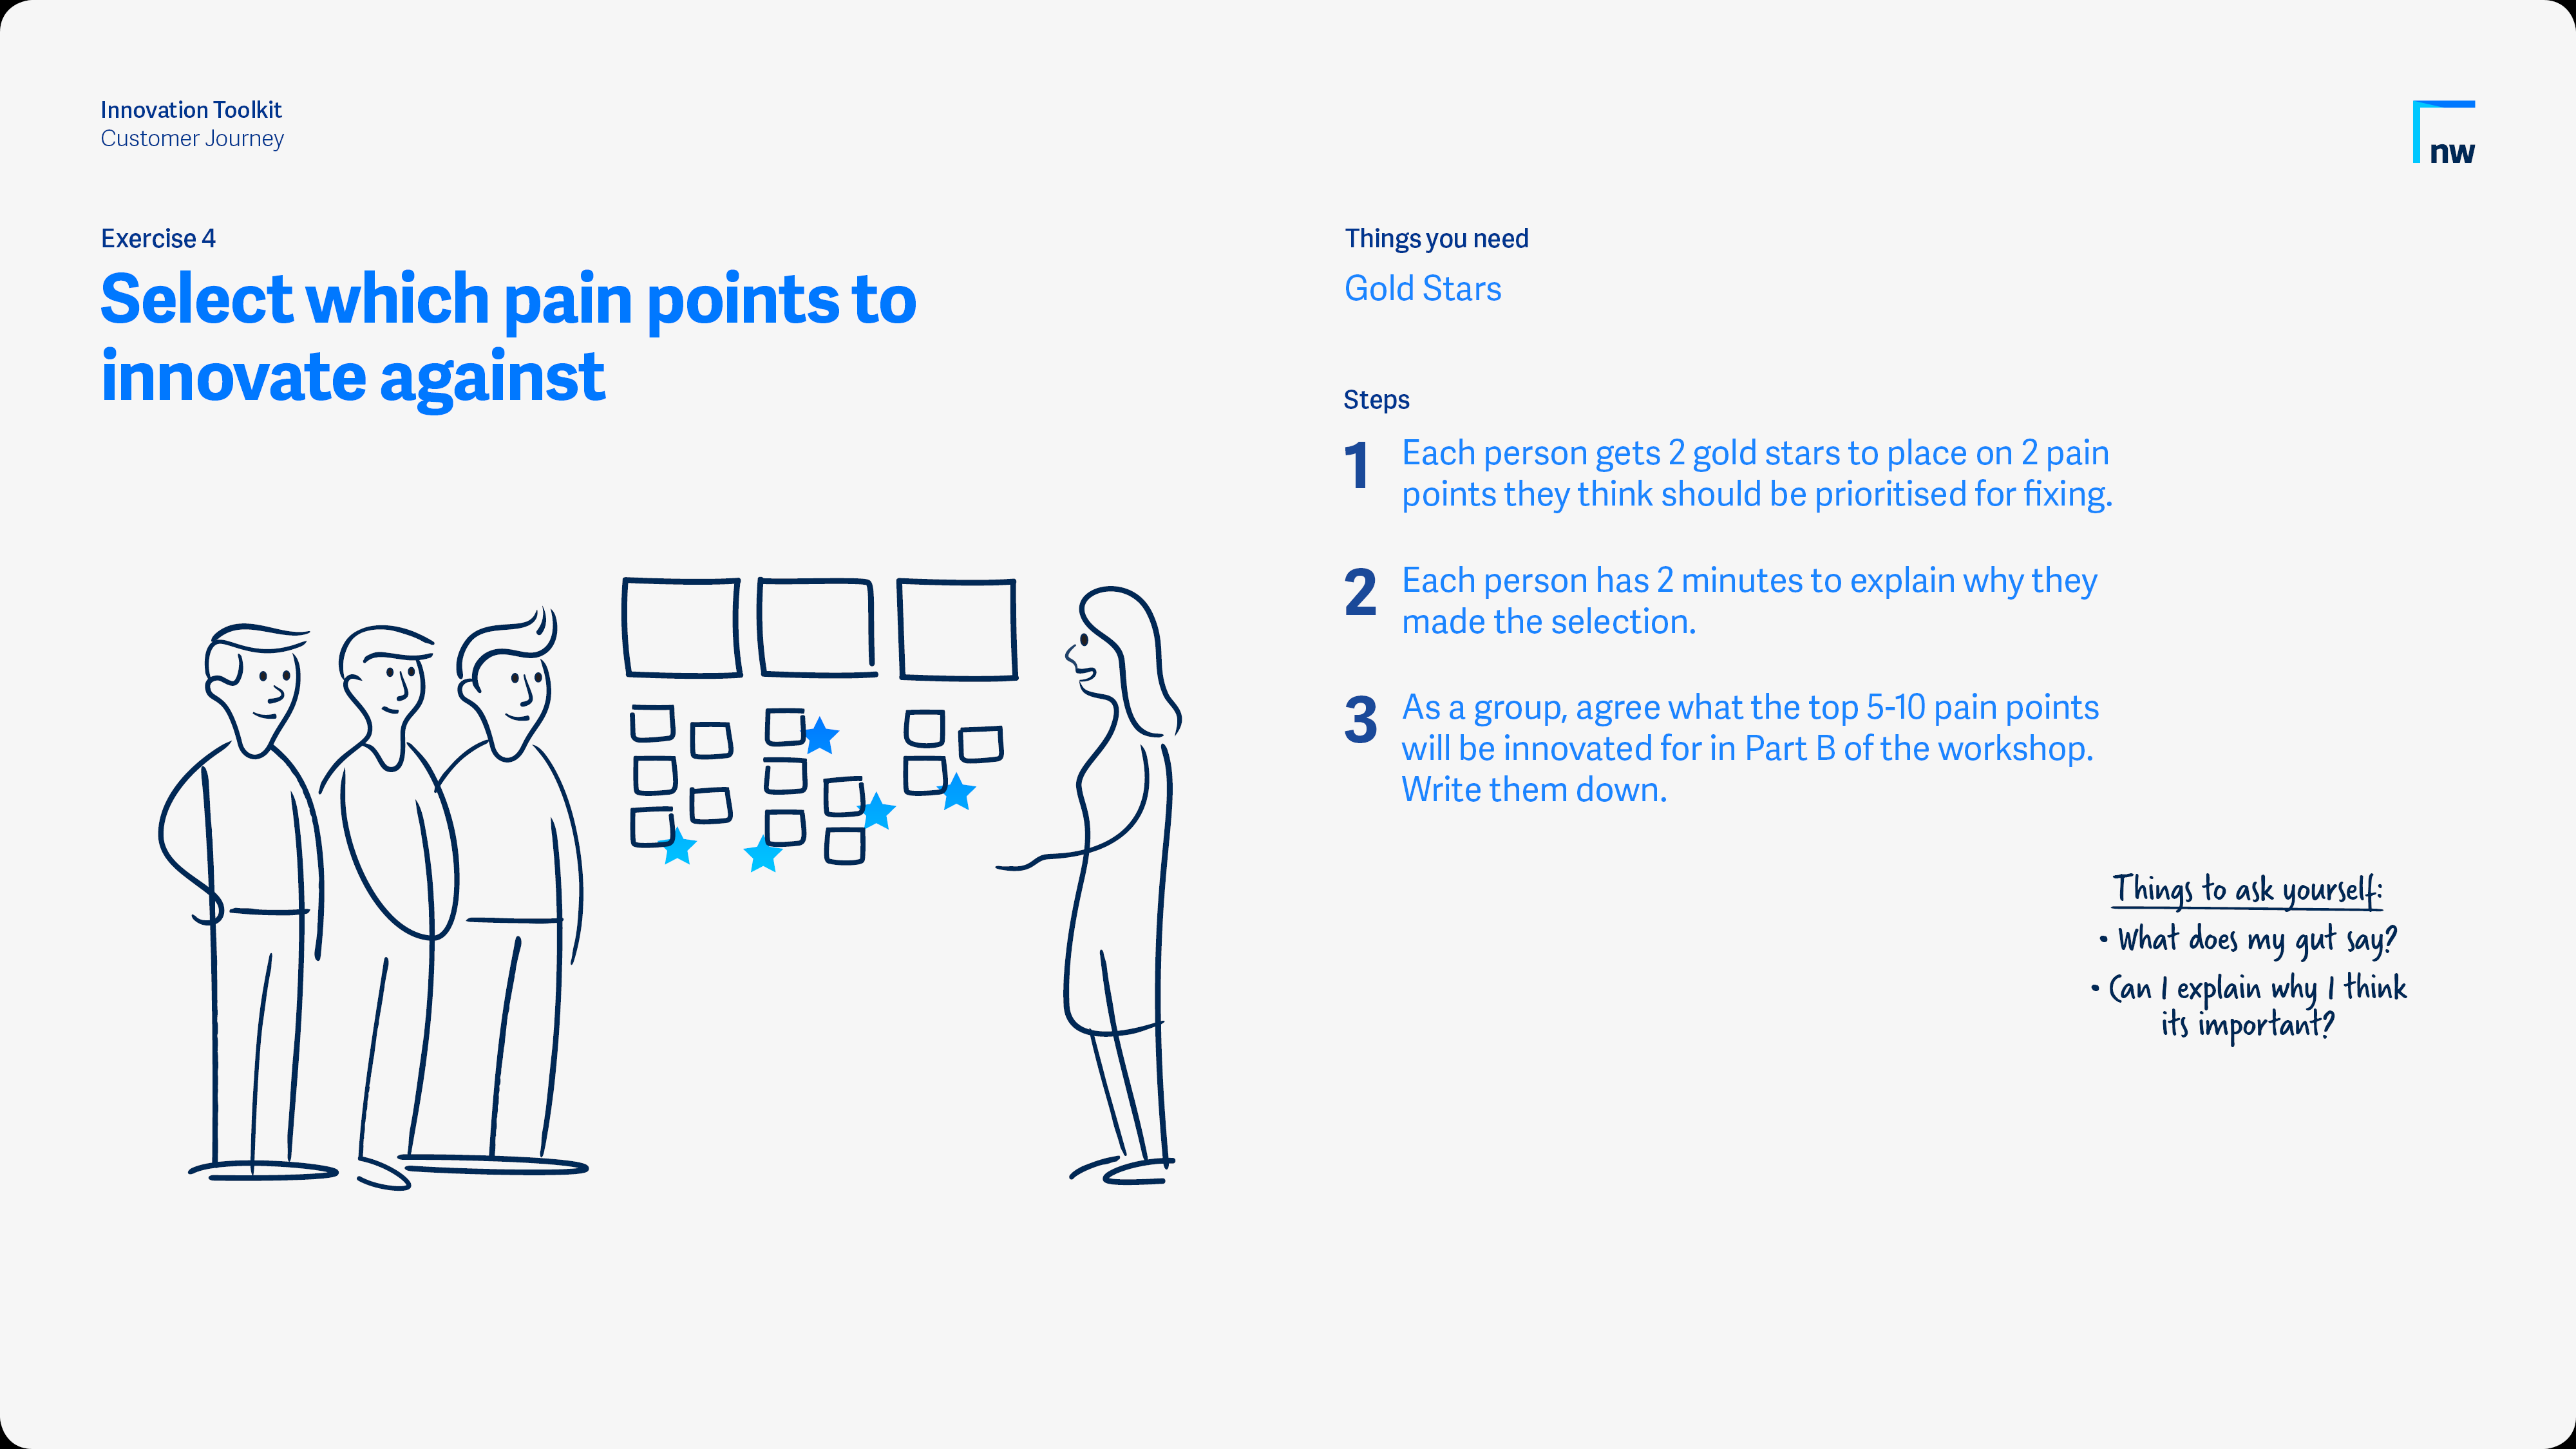 Innovation Toolkit
Customer Journey
nw
Exercise 4
Select which pain points to
innovate against
Things you need
Gold Stars
Steps
1 Each person gets 2 gold stars to place on 2 pain
points they think should be prioritised for fixing.
2 Each person has 2 minutes to explain why they
made the selection.
3 As a group, agree what the top 5-10 pain points
will be innovated for in Part B of the workshop.
Write them down.
Things to ask yourself:
• What does my gut say?
• Can I explain why I think
its important?